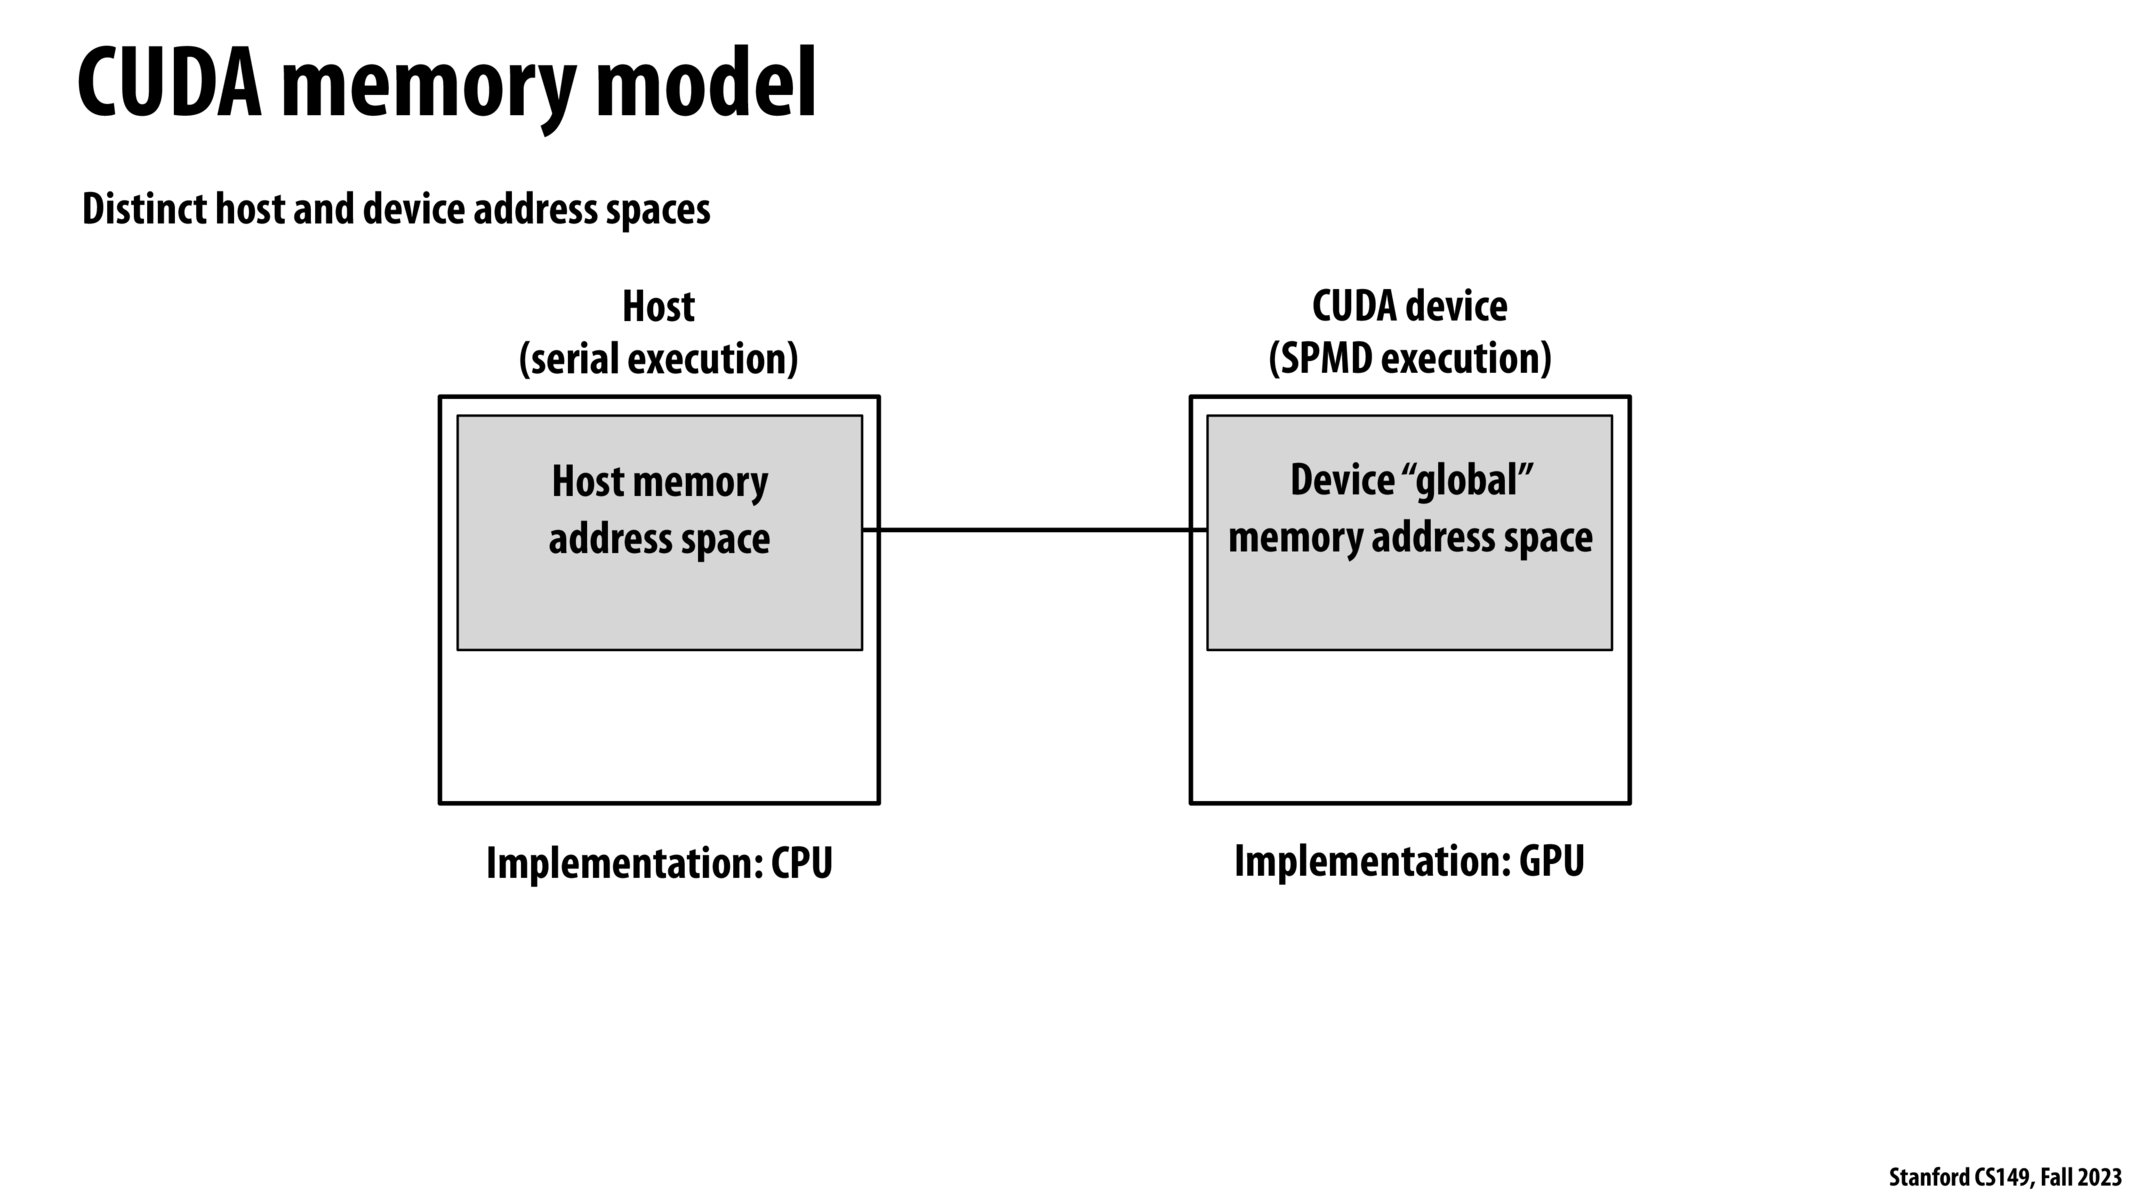 CUDA memory model
Distinct host and device address spaces
Host
(serial execution)
Host memory
address space
Implementation: CPU
CUDA device
(SPMD execution)
Device “global”
memory address space
Implementation: GPU
Stanford CS149, Fall 2023